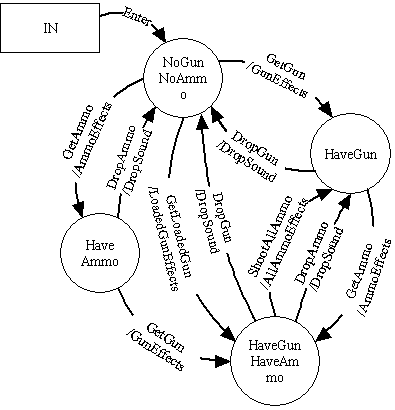 IN
Enter
NoGun
NoAmm
o
GetGun
/GunEffects
GetAmmo
/AmmoEffects
DropAmmo
/DropSound
DropGun
/DropSound
HaveGun
GetLoadedGun
/LoadedGunEffects
DropGun
/DropSound
ShootAllAmmo
/AllAmmoEffects
DropAmmo
/DropSound
GetAmmo
/AmmoEffects
Have
Ammo
GetGun
/GunEffects
HaveGun
HaveAm
mo